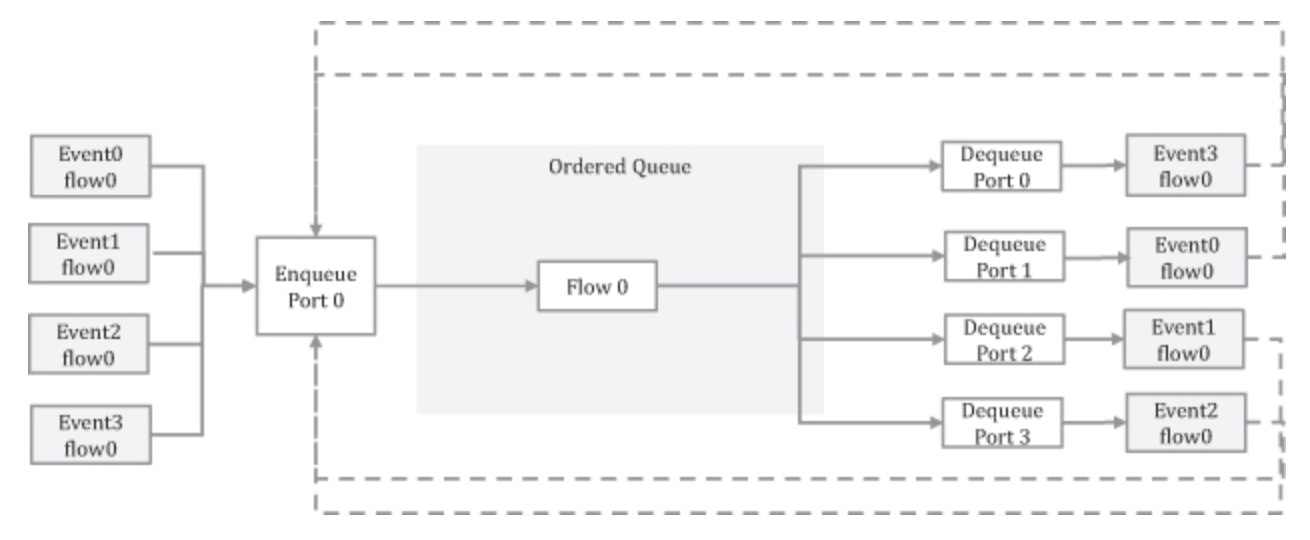 Event0
flow0
Event1
flow0
Event2
flow0
Event3
flow0
Enqueue
Port 0
Ordered Queue
Flow 0
Dequeue
Port 0
Event3
flow0
Dequeue
Port 1
Event0
flow0
Dequeue
Port 2
Event1
flow0
Dequeue
Port 3
Event2
flow0